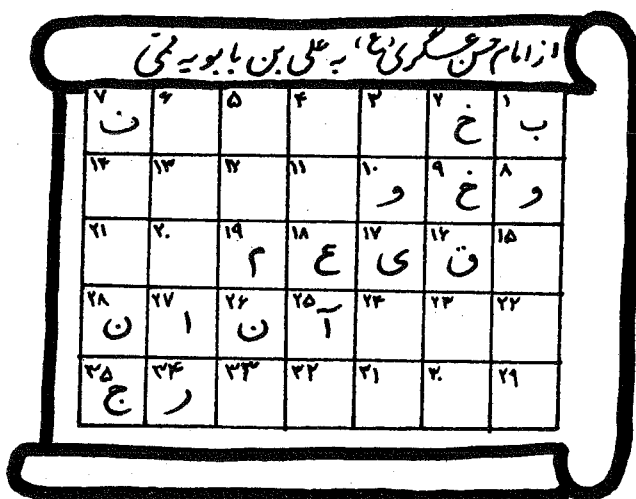 از امام حسن عسگری (ع) به علی بن بابویه قمی
۱ ۲ ۳ ۴ ۵ ۶ ۷
ب خ ن
۸ ۹ ۱۰ ۱۱ ۱۲ ۱۳ ۱۴
و خ و
۱۵ ۱۶ ۱۷ ۱۸ ۱۹ ۲۰ ۲۱
ق ی ع م
۲۲ ۲۳ ۲۴ ۲۵ ۲۶ ۲۷ ۲۸
آ ن ا ن
۲۹ ۳۰ ۳۱ ۳۲ ۳۳ ۳۴ ۳۵
ر ج